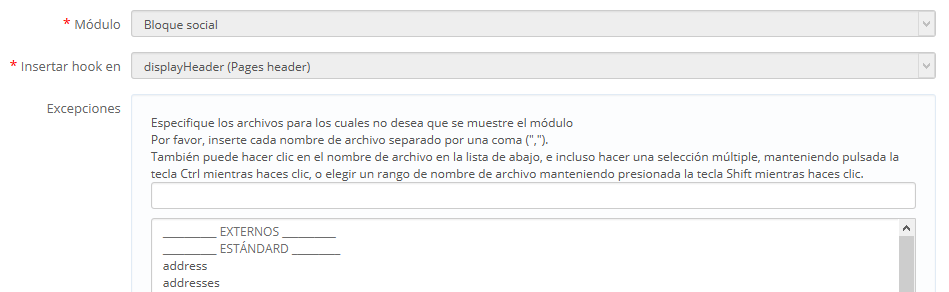 * Módulo
Bloque social
* Insertar hook en
displayHeader (Pages header)
Excepciones
Especifique los archivos para los cuales no desea que se muestre el módulo
Por favor, inserte cada nombre de archivo separado por una coma (",").
También puede hacer clic en el nombre de archivo en la lista de abajo, e incluso hacer una selección múltiple, manteniendo pulsada la
tecla Ctrl mientras haces clic, o elegir un rango de nombre de archivo manteniendo presionada la tecla Shift mientras haces clic.
_________ EXTERNOS _________
_________ ESTÁNDARD ________
address
addresses